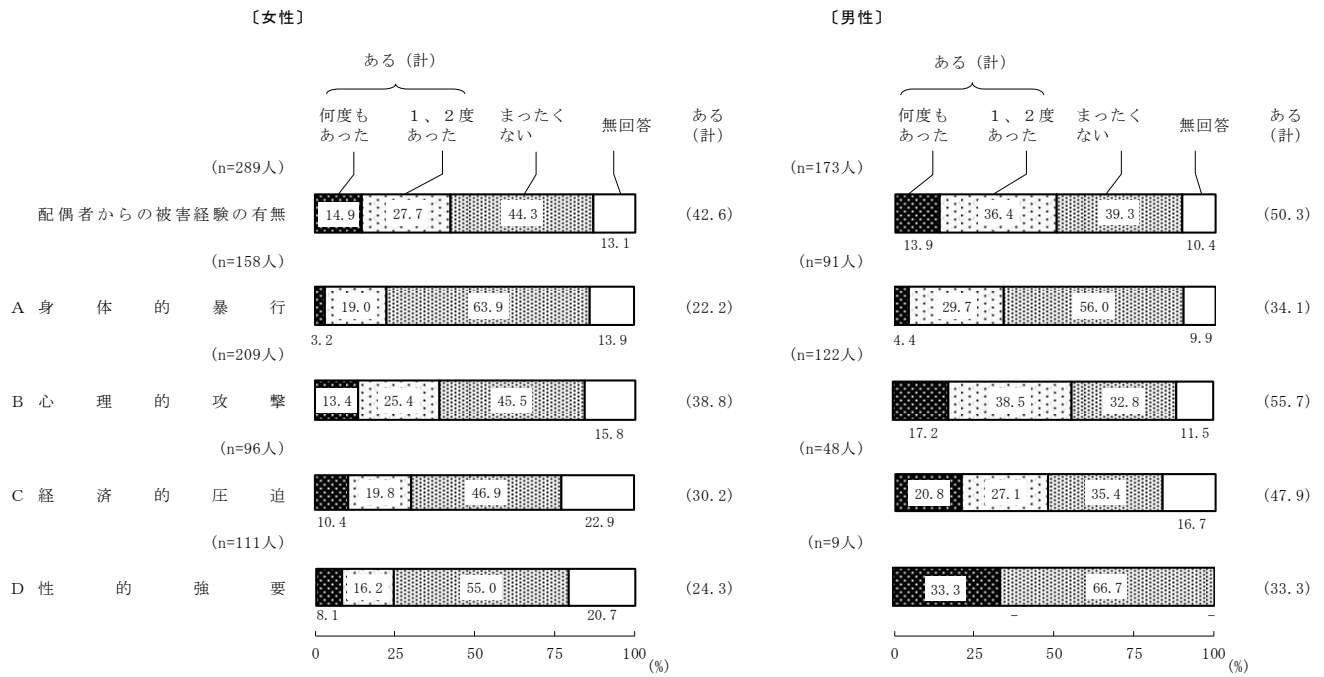 〔女性〕
ある（計）
何度も
あった
１、２度
あった
まったく
ない
無回答
ある
（計）
（n=289人）
配偶者からの被害経験の有無
14.9
27.7
44.3
13.1
（42.6）
（n=158人）
A 身体的暴行
3.2
19.0
63.9
13.9
（22.2）
（n=209人）
B 心理的攻撃
13.4
25.4
45.5
15.8
（38.8）
（n=96人）
C 経済的圧迫
10.4
19.8
46.9
22.9
（30.2）
（n=111人）
D 性的強要
8.1
16.2
55.0
20.7
（24.3）
0 25 50 75 100
(%)
〔男性〕
ある（計）
何度も
あった
１、２度
あった
まったく
ない
無回答
ある
（計）
（n=173人）
13.9
36.4
39.3
10.4
（50.3）
（n=91人）
4.4
29.7
56.0
9.9
（34.1）
（n=122人）
17.2
38.5
32.8
11.5
（55.7）
（n=48人）
20.8
27.1
35.4
16.7
（47.9）
（n=9人）
33.3
–
66.7
–
（33.3）
0 25 50 75 100
(%)